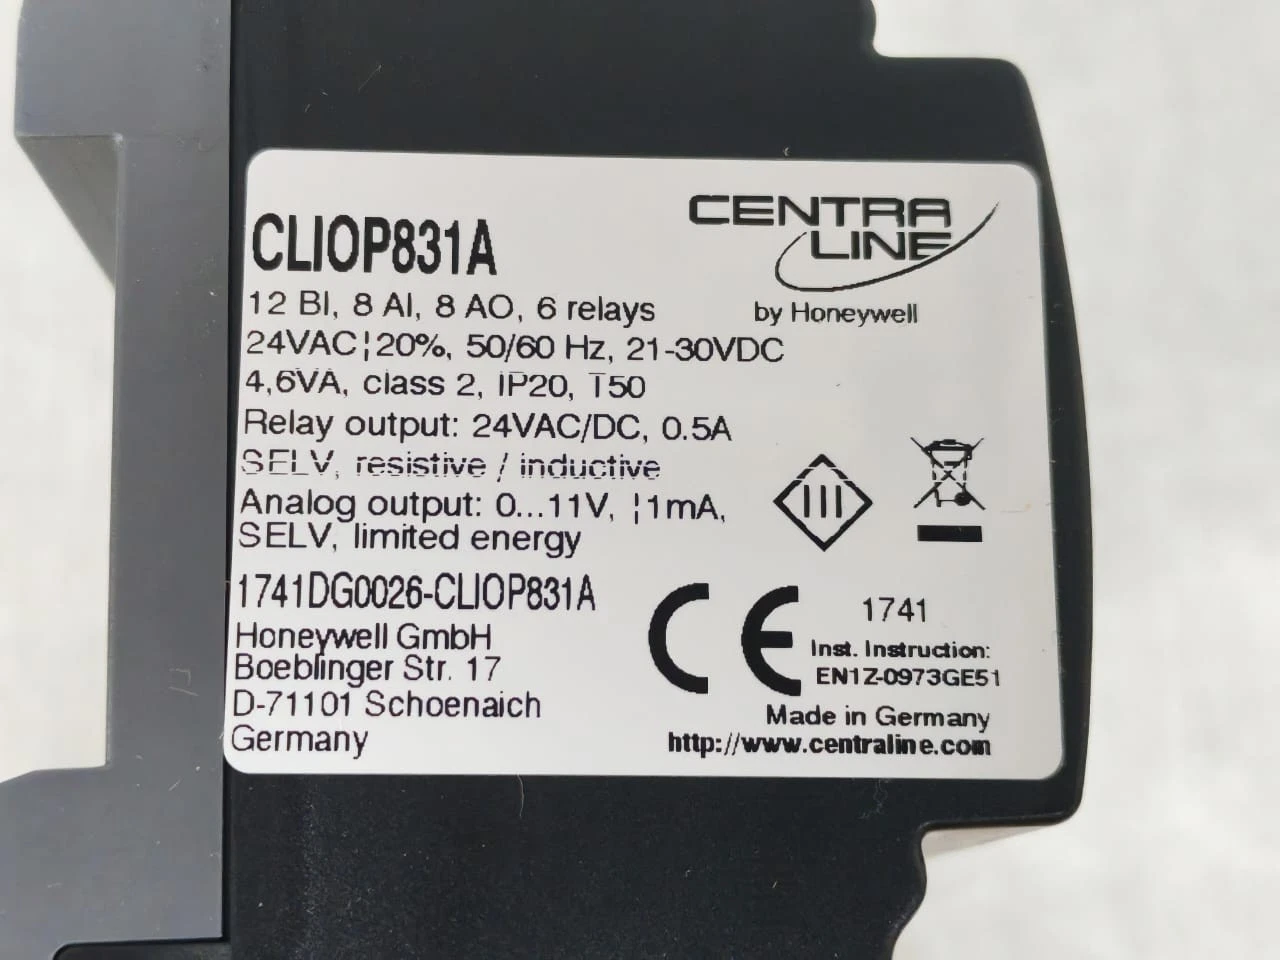 CLIOP831A
CENTRA
LINE
by Honeywell
12 BI, 8 AI, 8 AO, 6 relays
24VAC¦20%, 50/60 Hz, 21-30VDC
4,6VA, class 2, IP20, T50
Relay output: 24VAC/DC, 0.5A
SELV, resistive / inductive
Analog output: 0...11V, ¦1mA,
SELV, limited energy
III
1741DG0026-CLIOP831A
Honeywell GmbH
Boeblinger Str. 17
D-71101 Schoenaich
Germany
CE
1741
Inst. Instruction:
EN1Z-0973GE51
Made in Germany
http://www.centraline.com